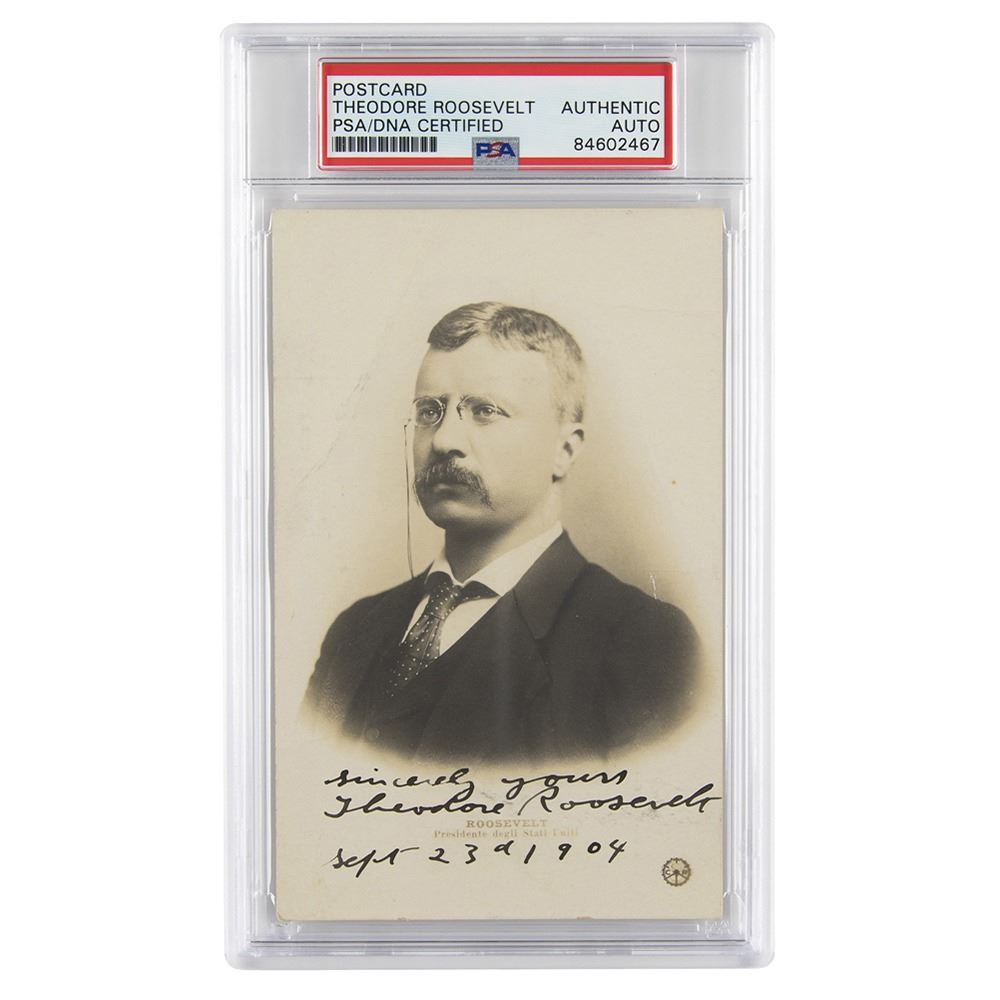 POSTCARD
THEODORE ROOSEVELT AUTHENTIC
PSA/DNA CERTIFIED AUTO
PSA 84602467
sincerely yours
Theodore Roosevelt
ROOSEVELT
Presidente degli Stati Uniti
Sept 23d 1904